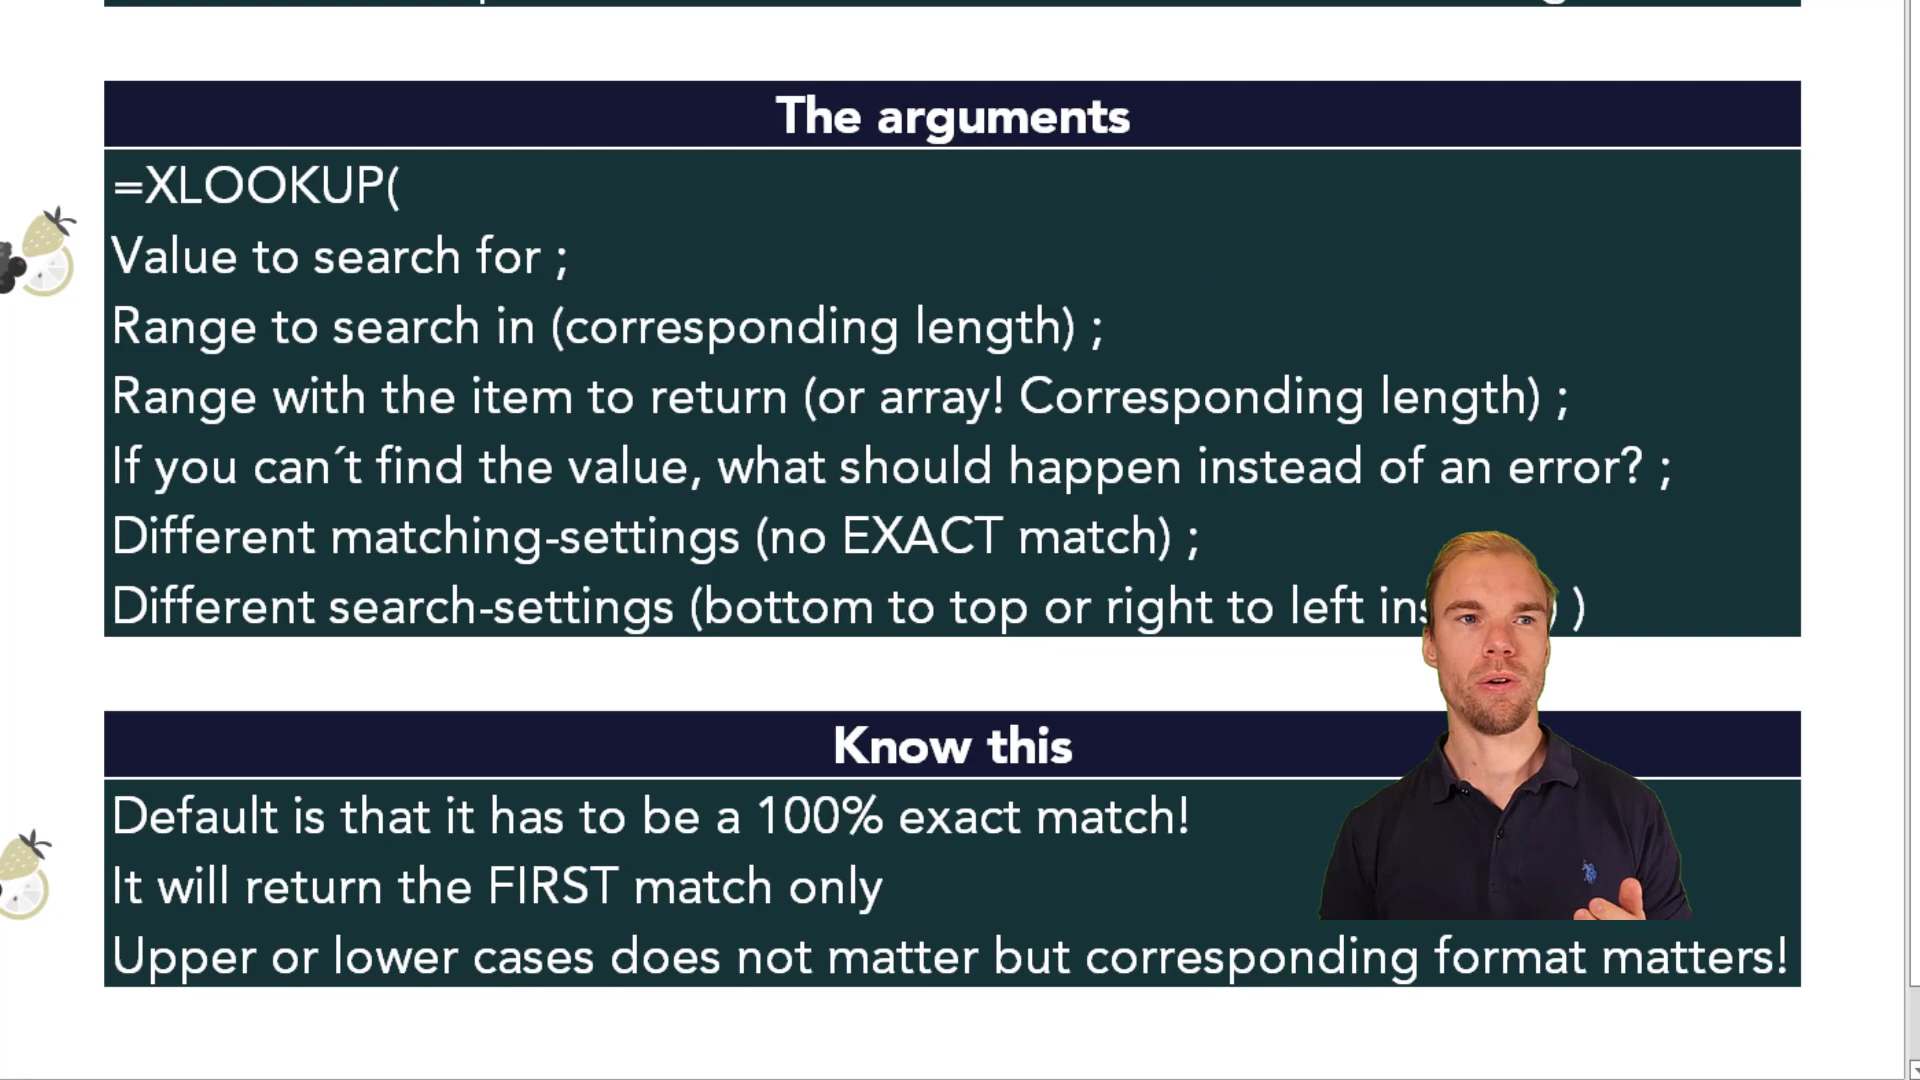 The arguments
=XLOOKUP(
Value to search for ;
Range to search in (corresponding length) ;
Range with the item to return (or array! Corresponding length) ;
If you can´t find the value, what should happen instead of an error? ;
Different matching-settings (no EXACT match) ;
Different search-settings (bottom to top or right to left ) )
Know this
Default is that it has to be a 100% exact match!
It will return the FIRST match only
Upper or lower cases does not matter but corresponding format matters!